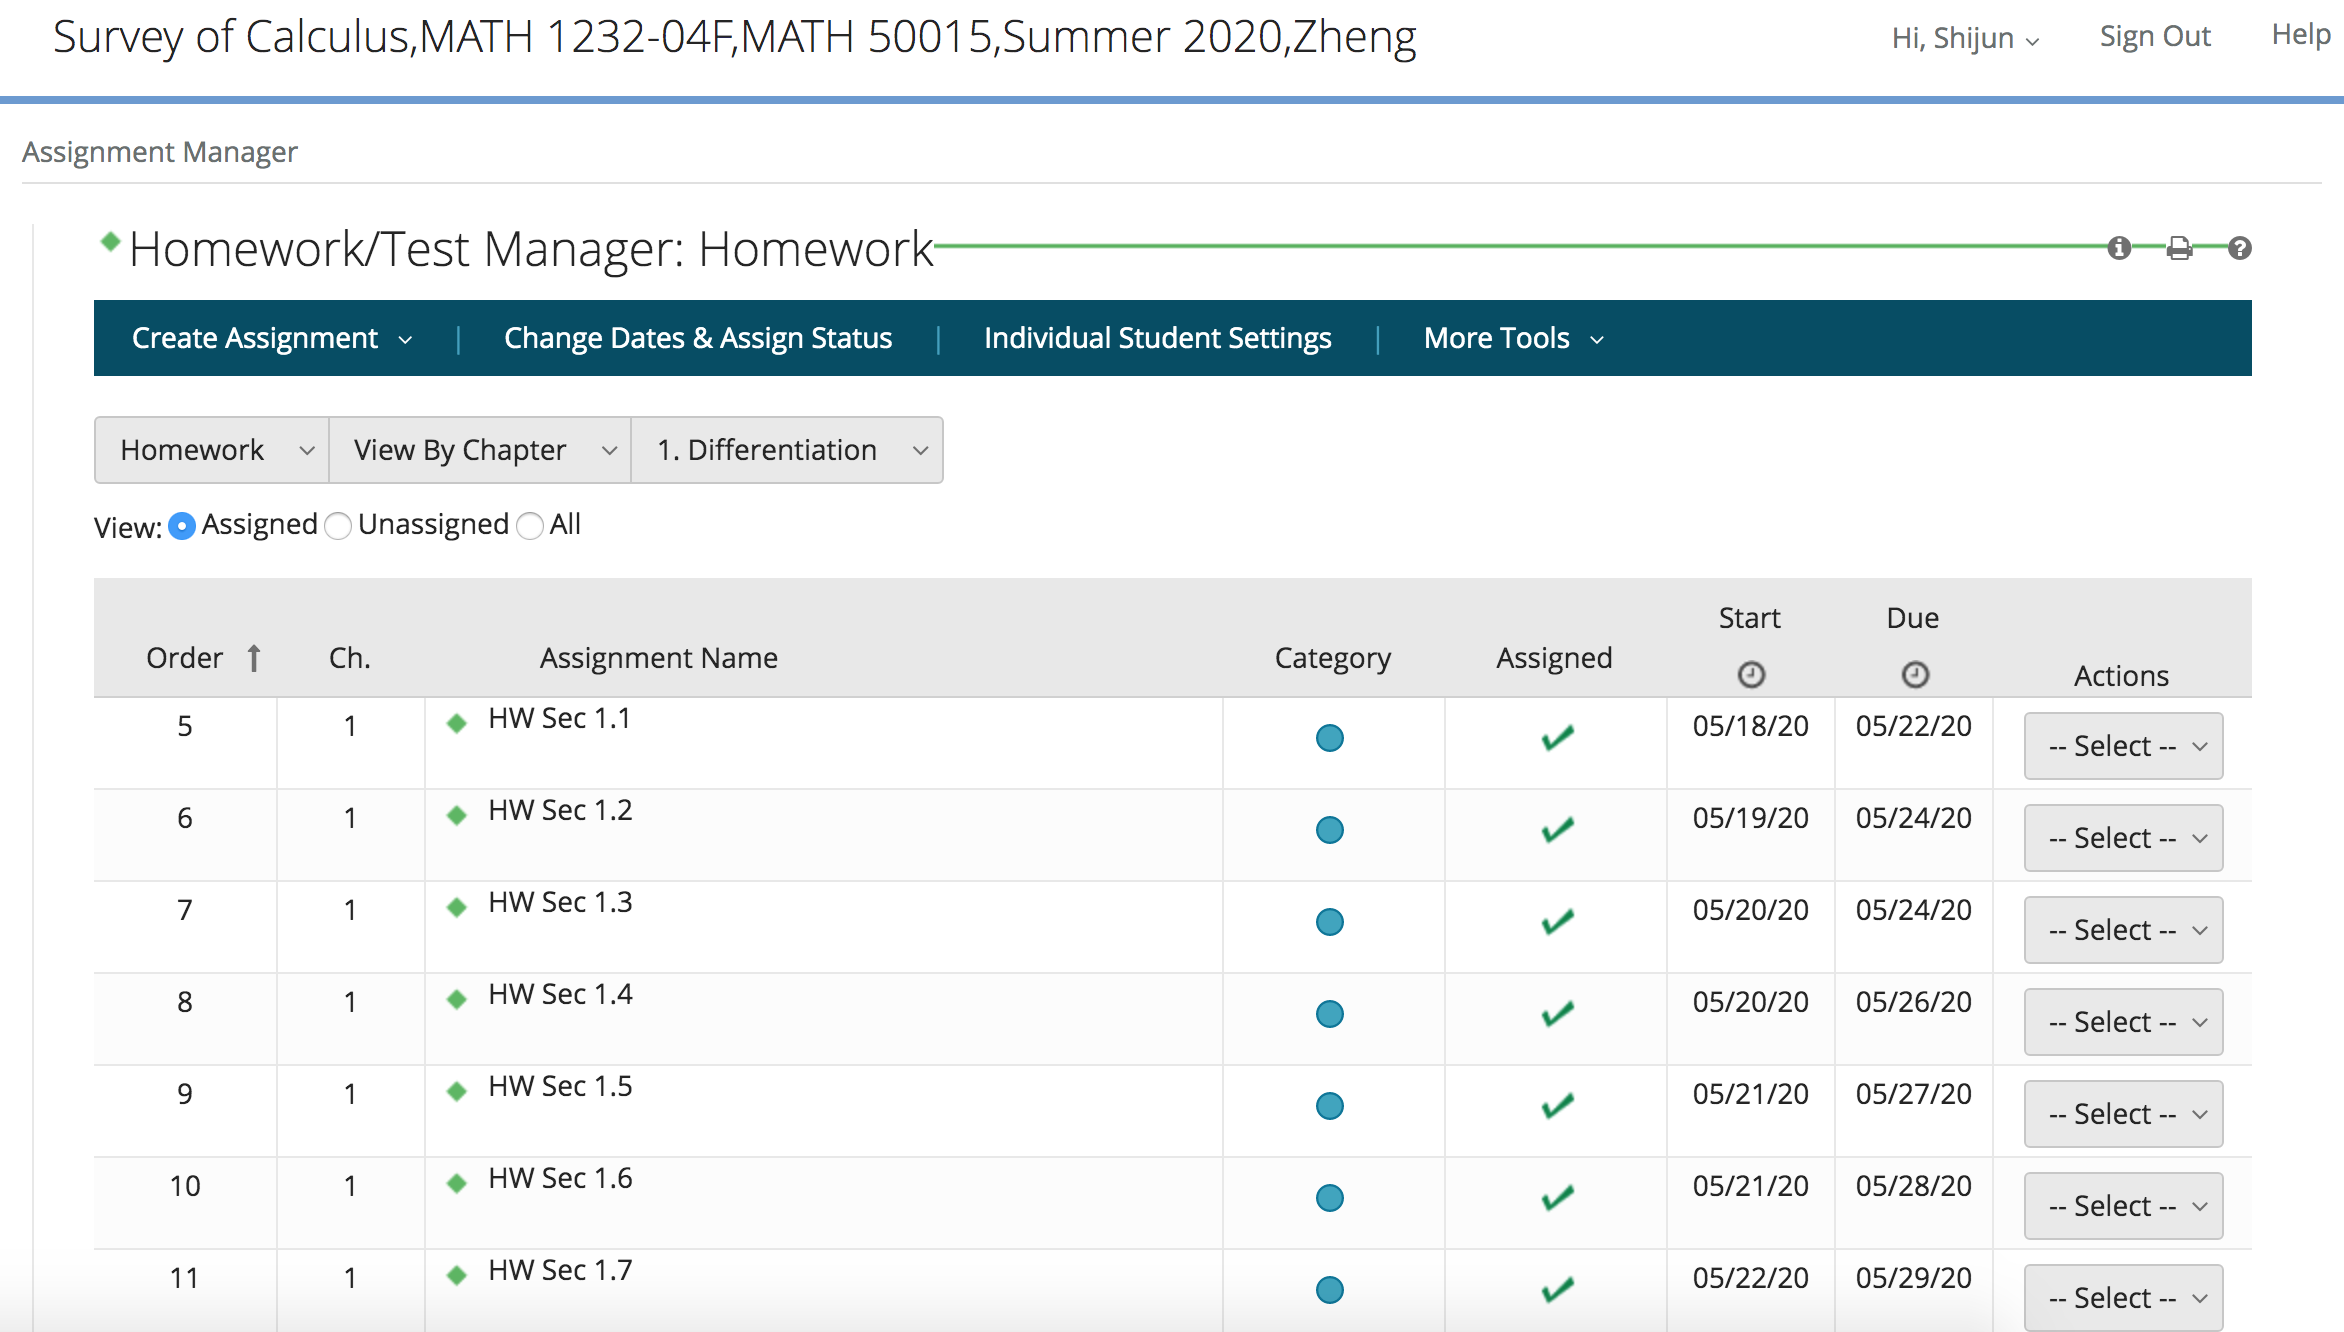 Survey of Calculus,MATH 1232-04F,MATH 50015,Summer 2020,Zheng
Hi, Shijun Sign Out Help
Assignment Manager
Homework/Test Manager: Homework
Create Assignment | Change Dates & Assign Status | Individual Student Settings | More Tools
Homework View By Chapter 1. Differentiation
View: Assigned Unassigned All
Order Ch. Assignment Name Category Assigned Start Due Actions
5 1 HW Sec 1.1 05/18/20 05/22/20 -- Select --
6 1 HW Sec 1.2 05/19/20 05/24/20 -- Select --
7 1 HW Sec 1.3 05/20/20 05/24/20 -- Select --
8 1 HW Sec 1.4 05/20/20 05/26/20 -- Select --
9 1 HW Sec 1.5 05/21/20 05/27/20 -- Select --
10 1 HW Sec 1.6 05/21/20 05/28/20 -- Select --
11 1 HW Sec 1.7 05/22/20 05/29/20 -- Select --